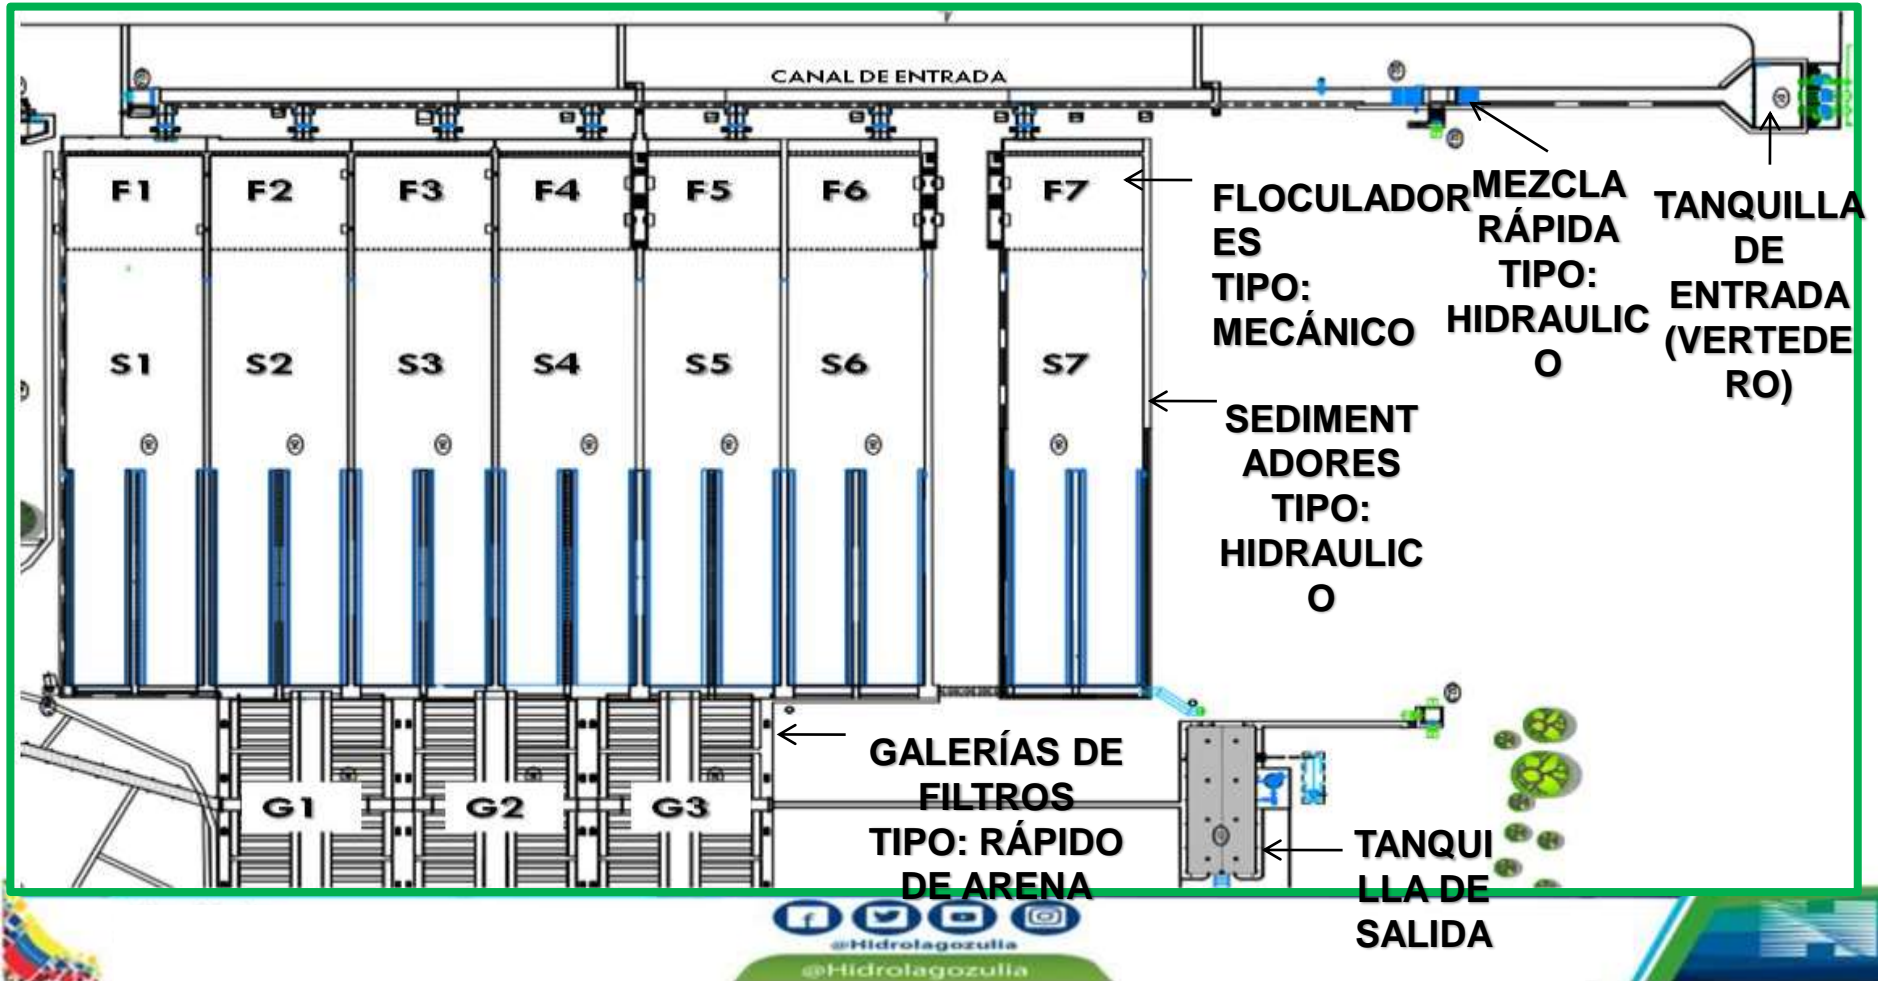 CANAL DE ENTRADA
F1
F2
F3
F4
F5
F6
F7
S1
S2
S3
S4
S5
S6
S7
FLOCULADOR
ES
TIPO:
MECÁNICO
MEZCLA
RÁPIDA
TIPO:
HIDRAULIC
O
TANQUILLA
DE
ENTRADA
(VERTEDE
RO)
SEDIMENT
ADORES
TIPO:
HIDRAULIC
O
G1
G2
G3
GALERÍAS DE
FILTROS
TIPO: RÁPIDO
DE ARENA
TANQUI
LLA DE
SALIDA
@Hidrolagozulia
@Hidrolagozulia